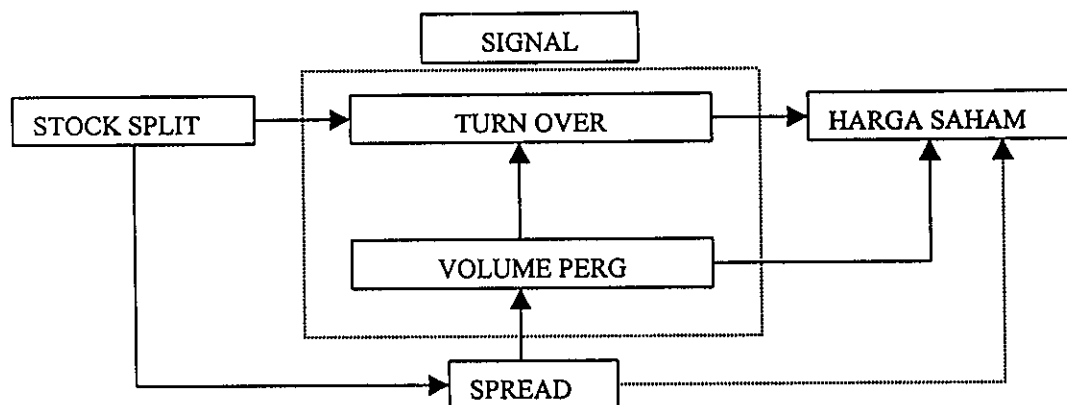 SIGNAL
STOCK SPLIT
TURN OVER
HARGA SAHAM
VOLUME PERG
SPREAD